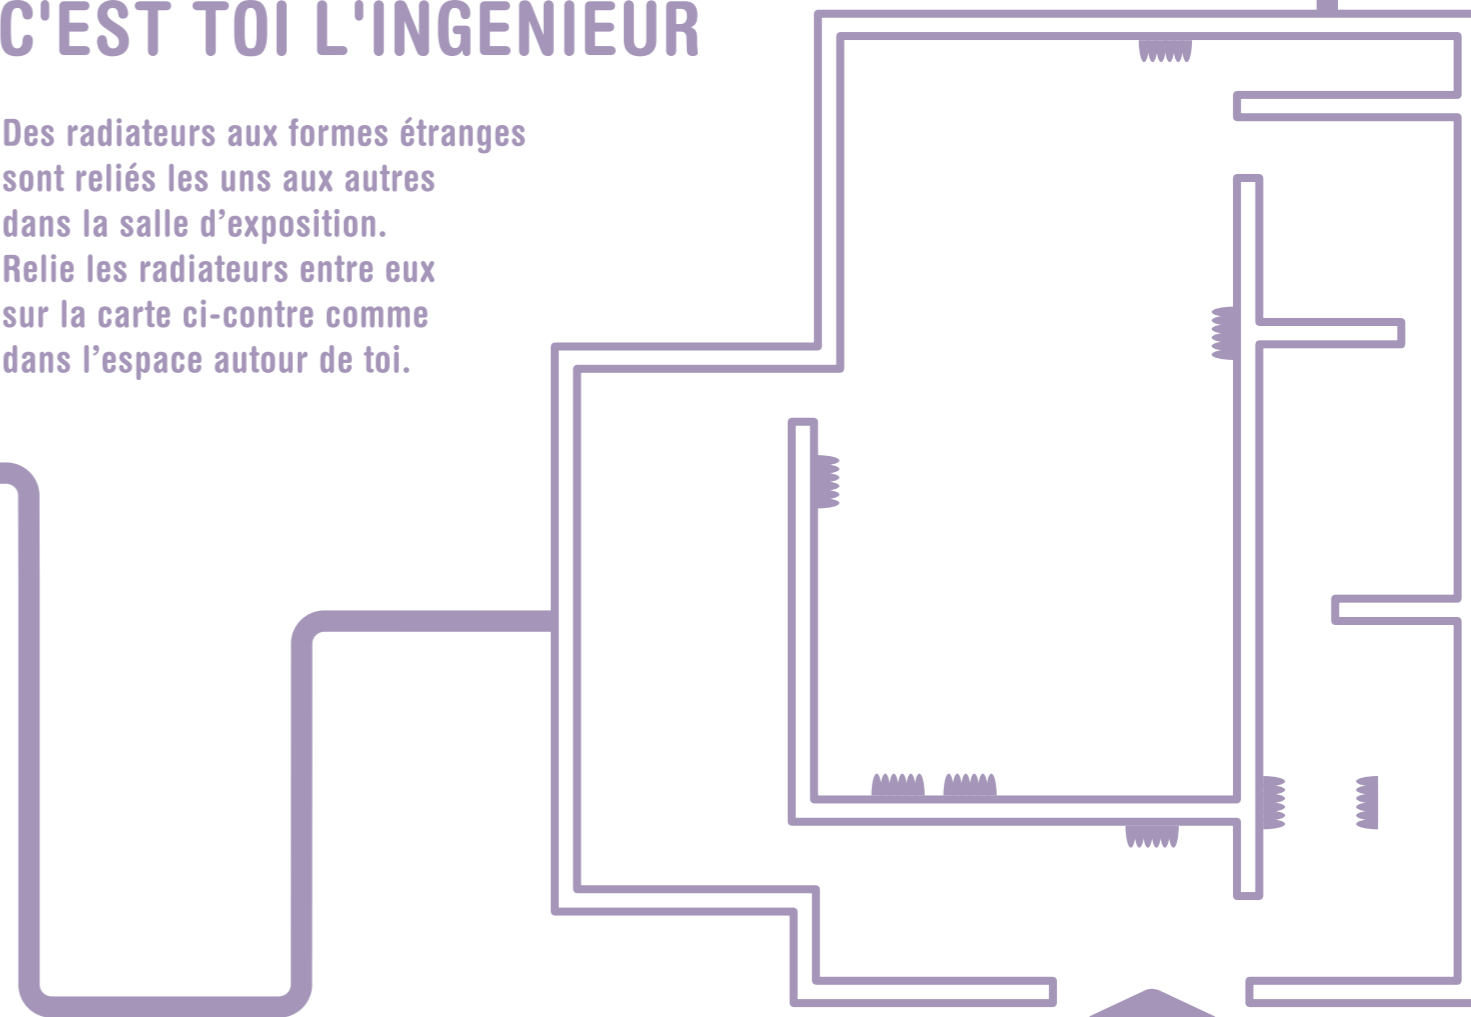 C'EST TOI L'INGENIEUR
Des radiateurs aux formes étranges
sont reliés les uns aux autres
dans la salle d’exposition.
Relie les radiateurs entre eux
sur la carte ci-contre comme
dans l’espace autour de toi.